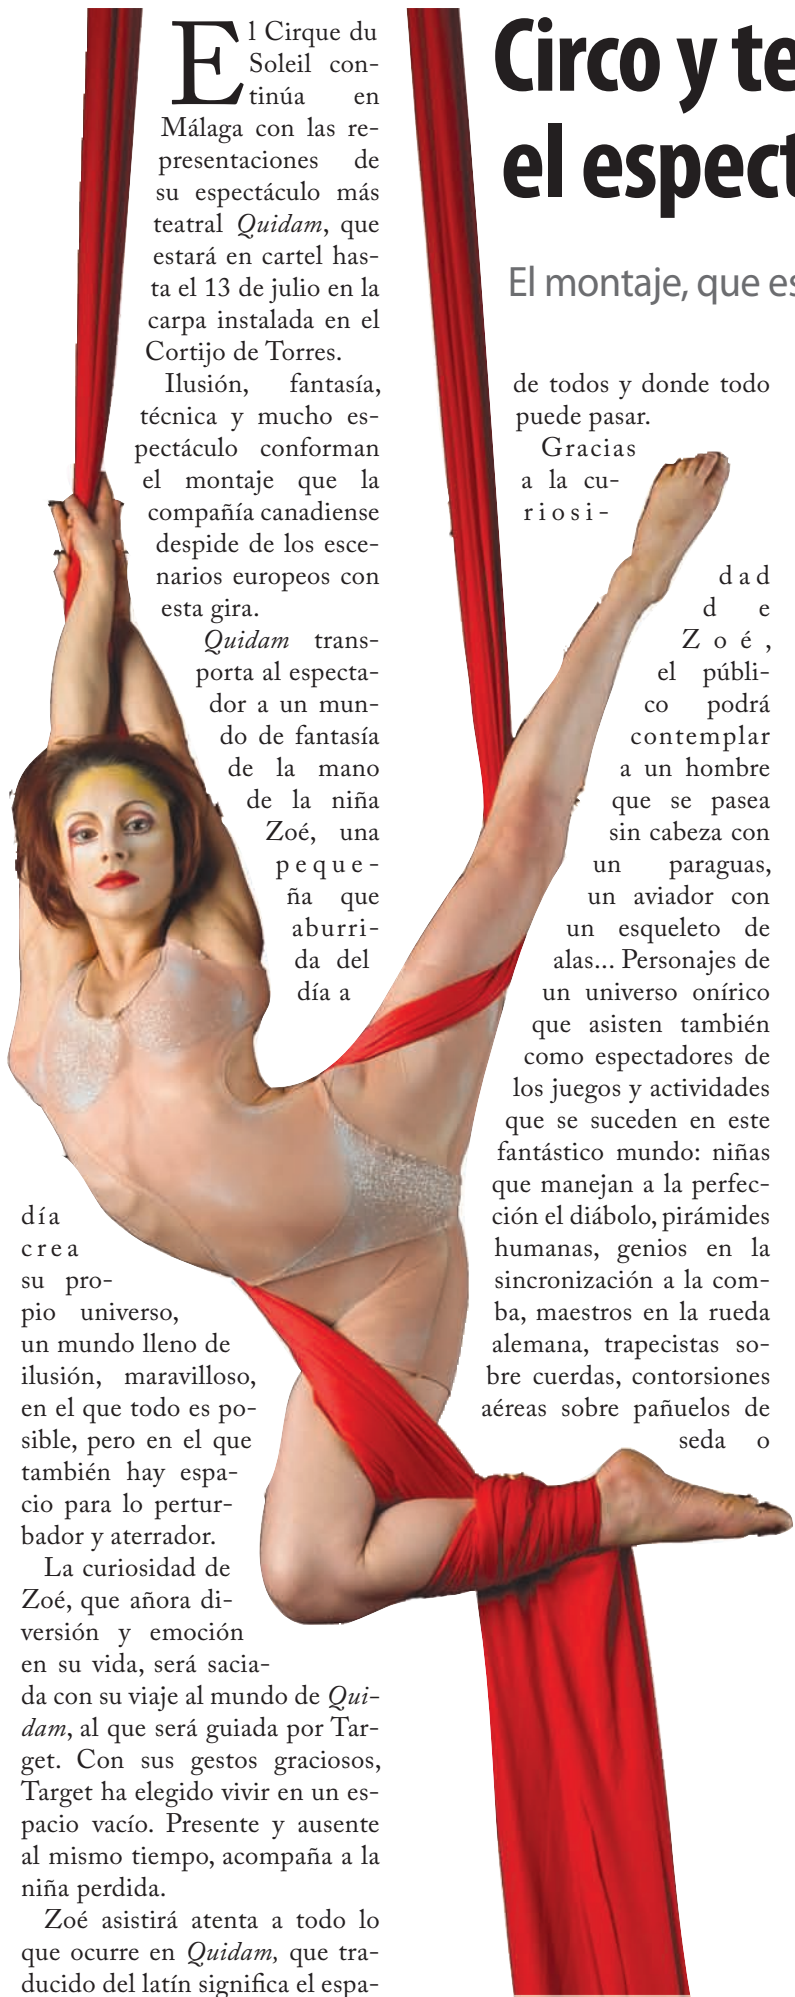 Circo y te
el espect
El montaje, que es
El Cirque du
Soleil con-
tinúa en
Málaga con las re-
presentaciones de
su espectáculo más
teatral Quidam, que
estará en cartel has-
ta el 13 de julio en la
carpa instalada en el
Cortijo de Torres.
Ilusión, fantasía,
técnica y mucho es-
pectáculo conforman
el montaje que la
compañía canadiense
despide de los esce-
narios europeos con
esta gira.
Quidam trans-
porta al especta-
dor a un mun-
do de fantasía
de la mano
de la niña
Zoé, una
peque-
ña que
aburri-
da del
día a
día
crea
su pro-
pio universo,
un mundo lleno de
ilusión, maravilloso,
en el que todo es po-
sible, pero en el que
también hay espa-
cio para lo pertur-
bador y aterrador.
La curiosidad de
Zoé, que añora di-
versión y emoción
en su vida, será sacia-
da con su viaje al mundo de Qui-
dam, al que será guiada por Tar-
get. Con sus gestos graciosos,
Target ha elegido vivir en un es-
pacio vacío. Presente y ausente
al mismo tiempo, acompaña a la
niña perdida.
Zoé asistirá atenta a todo lo
que ocurre en Quidam, que tra-
ducido del latín significa el espa-
de todos y donde todo
puede pasar.
Gracias
a la cu-
riosi-
dad
de
Zoé,
el públi-
co podrá
contemplar
a un hombre
que se pasea
sin cabeza con
un paraguas,
un aviador con
un esqueleto de
alas... Personajes de
un universo onírico
que asisten también
como espectadores de
los juegos y actividades
que se suceden en este
fantástico mundo: niñas
que manejan a la perfec-
ción el diábolo, pirámides
humanas, genios en la
sincronización a la com-
ba, maestros en la rueda
alemana, trapecistas so-
bre cuerdas, contorsiones
aéreas sobre pañuelos de
seda o